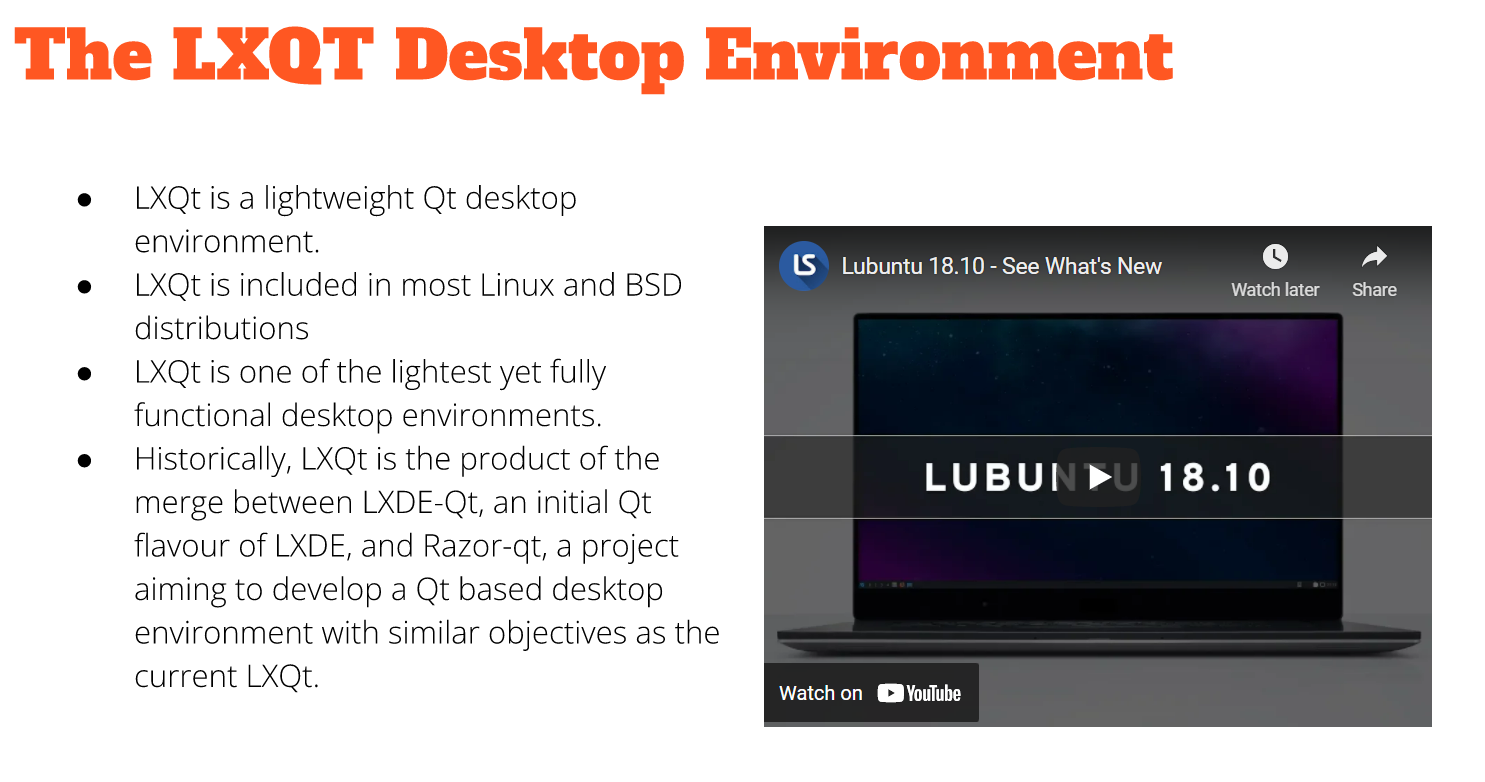 The LXQT Desktop Environment
● LXQt is a lightweight Qt desktop
environment.
● LXQt is included in most Linux and BSD
distributions
● LXQt is one of the lightest yet fully
functional desktop environments.
● Historically, LXQt is the product of the
merge between LXDE-Qt, an initial Qt
flavour of LXDE, and Razor-qt, a project
aiming to develop a Qt based desktop
environment with similar objectives as the
current LXQt.
LS Lubuntu 18.10 - See What's New
Watch later Share
LUBUNTU 18.10
Watch on YouTube